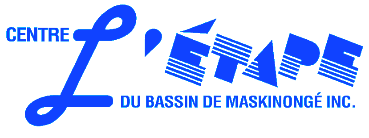 CENTRE L'ÉTAPE
DU BASSIN DE MASKINONGÉ INC.